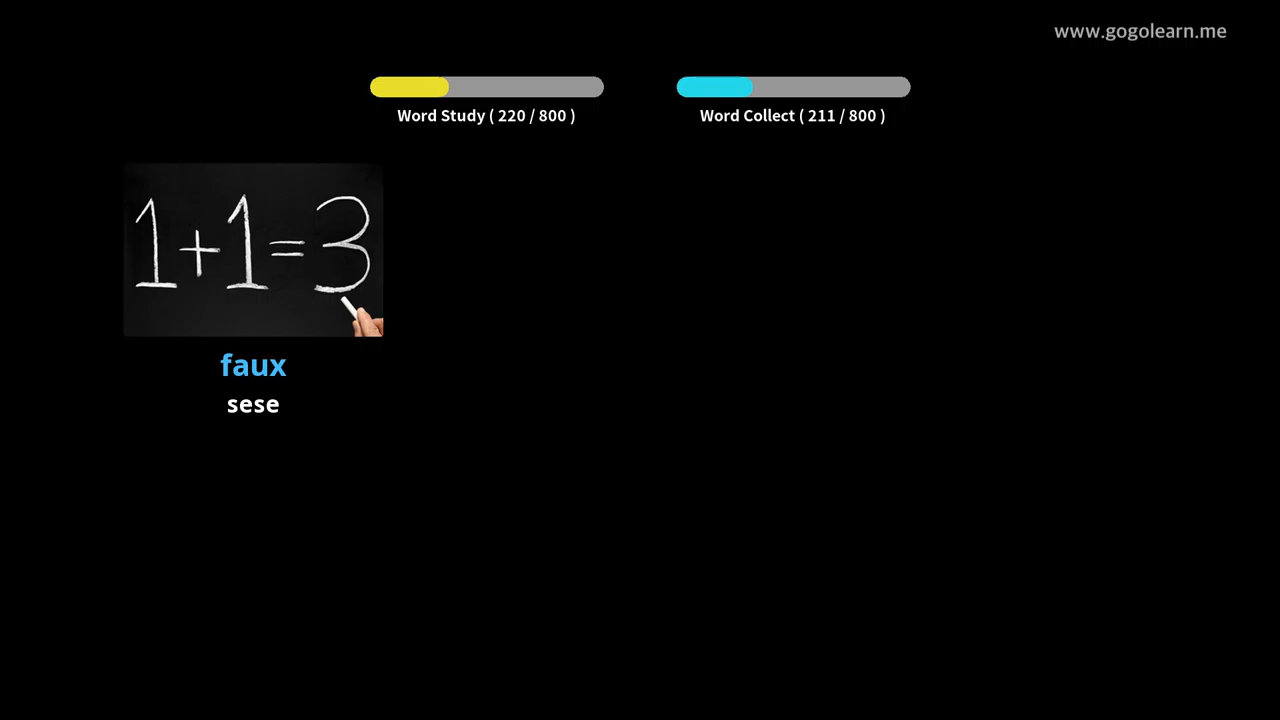 www.gogolearn.me
Word Study ( 220 / 800 )
Word Collect ( 211 / 800 )
1+1=3
faux
sese